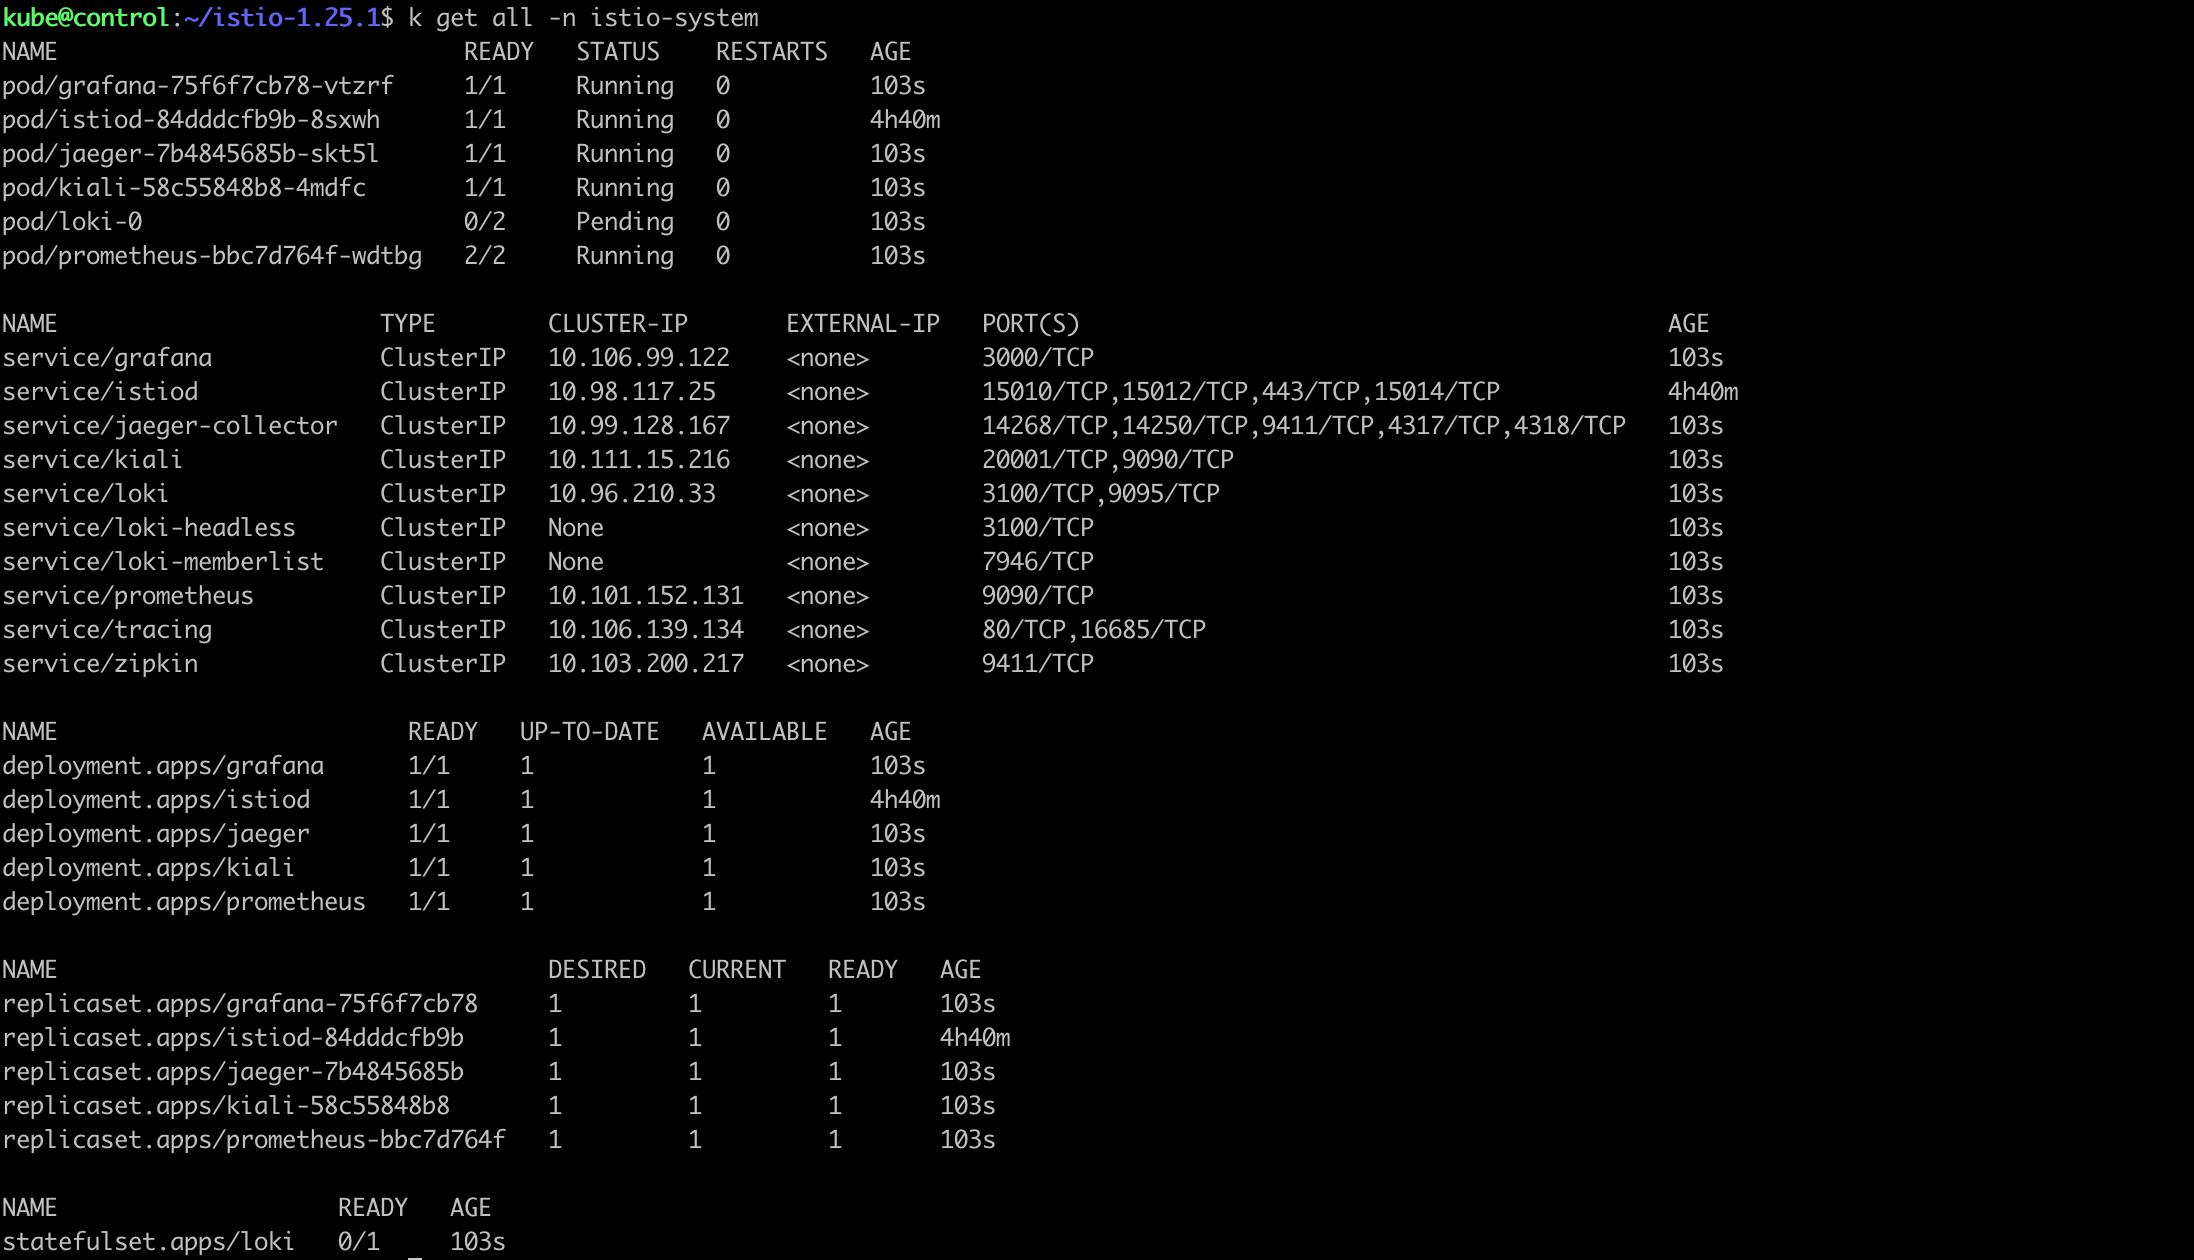 kube@control:~/istio-1.25.1$ k get all -n istio-system
NAME READY STATUS RESTARTS AGE
pod/grafana-75f6f7cb78-vtzrf 1/1 Running 0 103s
pod/istiod-84dddcfb9b-8sxwh 1/1 Running 0 4h40m
pod/jaeger-7b4845685b-skt5l 1/1 Running 0 103s
pod/kiali-58c55848b8-4mdfc 1/1 Running 0 103s
pod/loki-0 0/2 Pending 0 103s
pod/prometheus-bbc7d764f-wdtbg 2/2 Running 0 103s
NAME TYPE CLUSTER-IP EXTERNAL-IP PORT(S) AGE
service/grafana ClusterIP 10.106.99.122 <none> 3000/TCP 103s
service/istiod ClusterIP 10.98.117.25 <none> 15010/TCP,15012/TCP,443/TCP,15014/TCP 4h40m
service/jaeger-collector ClusterIP 10.99.128.167 <none> 14268/TCP,14250/TCP,9411/TCP,4317/TCP,4318/TCP 103s
service/kiali ClusterIP 10.111.15.216 <none> 20001/TCP,9090/TCP 103s
service/loki ClusterIP 10.96.210.33 <none> 3100/TCP,9095/TCP 103s
service/loki-headless ClusterIP None <none> 3100/TCP 103s
service/loki-memberlist ClusterIP None <none> 7946/TCP 103s
service/prometheus ClusterIP 10.101.152.131 <none> 9090/TCP 103s
service/tracing ClusterIP 10.106.139.134 <none> 80/TCP,16685/TCP 103s
service/zipkin ClusterIP 10.103.200.217 <none> 9411/TCP 103s
NAME READY UP-TO-DATE AVAILABLE AGE
deployment.apps/grafana 1/1 1 1 103s
deployment.apps/istiod 1/1 1 1 4h40m
deployment.apps/jaeger 1/1 1 1 103s
deployment.apps/kiali 1/1 1 1 103s
deployment.apps/prometheus 1/1 1 1 103s
NAME DESIRED CURRENT READY AGE
replicaset.apps/grafana-75f6f7cb78 1 1 1 103s
replicaset.apps/istiod-84dddcfb9b 1 1 1 4h40m
replicaset.apps/jaeger-7b4845685b 1 1 1 103s
replicaset.apps/kiali-58c55848b8 1 1 1 103s
replicaset.apps/prometheus-bbc7d764f 1 1 1 103s
NAME READY AGE
statefulset.apps/loki 0/1 103s